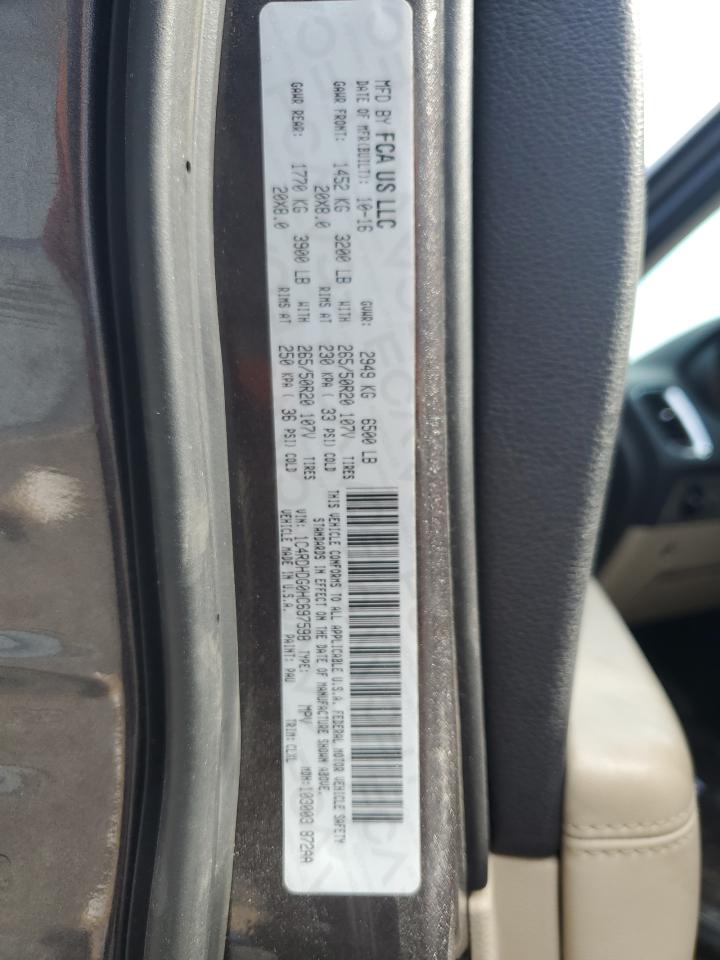 MFD BY FCA US LLC
DATE OF MFR(BUILT): 10-16 GVWR: 2949 KG 6500 LB
GAWR FRONT: 1452 KG 3200 LB WITH 265/50R20 107V TIRES
20X8.0 RIMS AT 230 KPA ( 33 PSI) COLD
GAWR REAR: 1770 KG 3900 LB WITH 265/50R20 107V TIRES
20X8.0 RIMS AT 250 KPA ( 36 PSI) COLD
THIS VEHICLE CONFORMS TO ALL APPLICABLE U.S.A. FEDERAL MOTOR VEHICLE SAFETY
STANDARDS IN EFFECT ON THE DATE OF MANUFACTURE SHOWN ABOVE.
VIN: 1C4RDHDG0HC697598 TYPE: MPV MDH:103003 872AA
VEHICLE MADE IN U.S.A. PAINT: PAU TRIM: CLXL